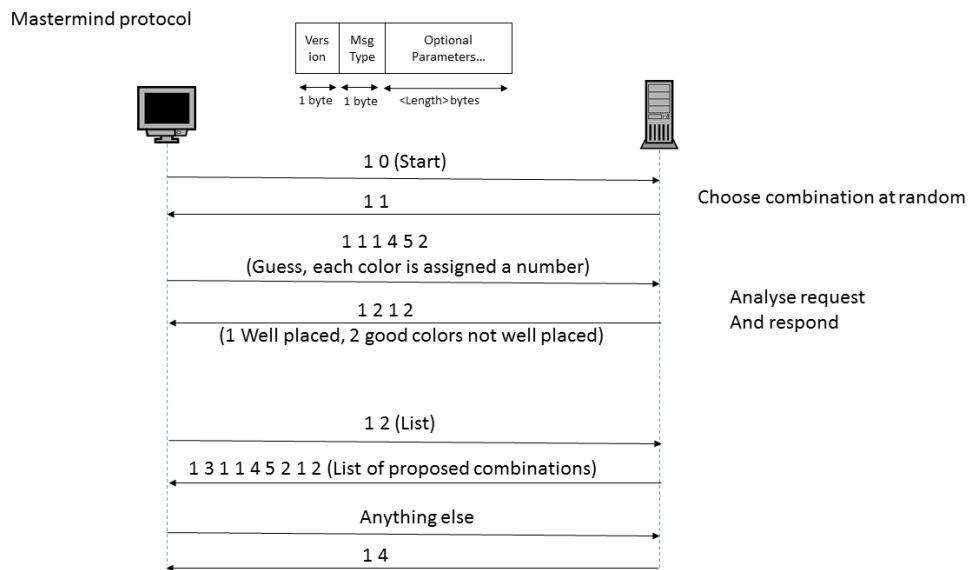 Mastermind protocol
Vers
ion
Msg
Type
Optional
Parameters...
1 byte
1 byte
<Length> bytes
1 0 (Start)
Choose combination at random
1 1
1 1 1 4 5 2
(Guess, each color is assigned a number)
Analyse request
And respond
1 2 1 2
(1 Well placed, 2 good colors not well placed)
1 2 (List)
1 3 1 1 4 5 2 1 2 (List of proposed combinations)
Anything else
1 4